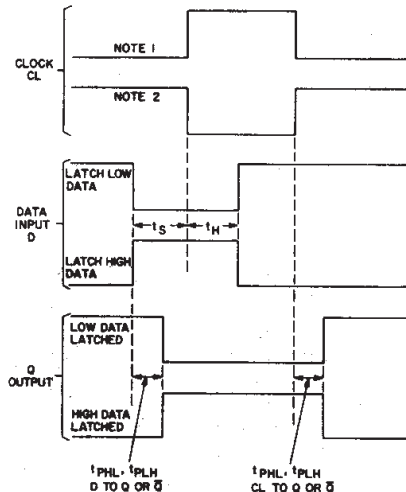 NOTE 1
CLOCK
CL
NOTE 2
LATCH LOW
DATA
DATA
INPUT
D
tS
tH
LATCH HIGH
DATA
LOW DATA
LATCHED
Q
OUTPUT
HIGH DATA
LATCHED
tPHL, tPLH
D TO Q OR Q̅
tPHL, tPLH
CL TO Q OR Q̅